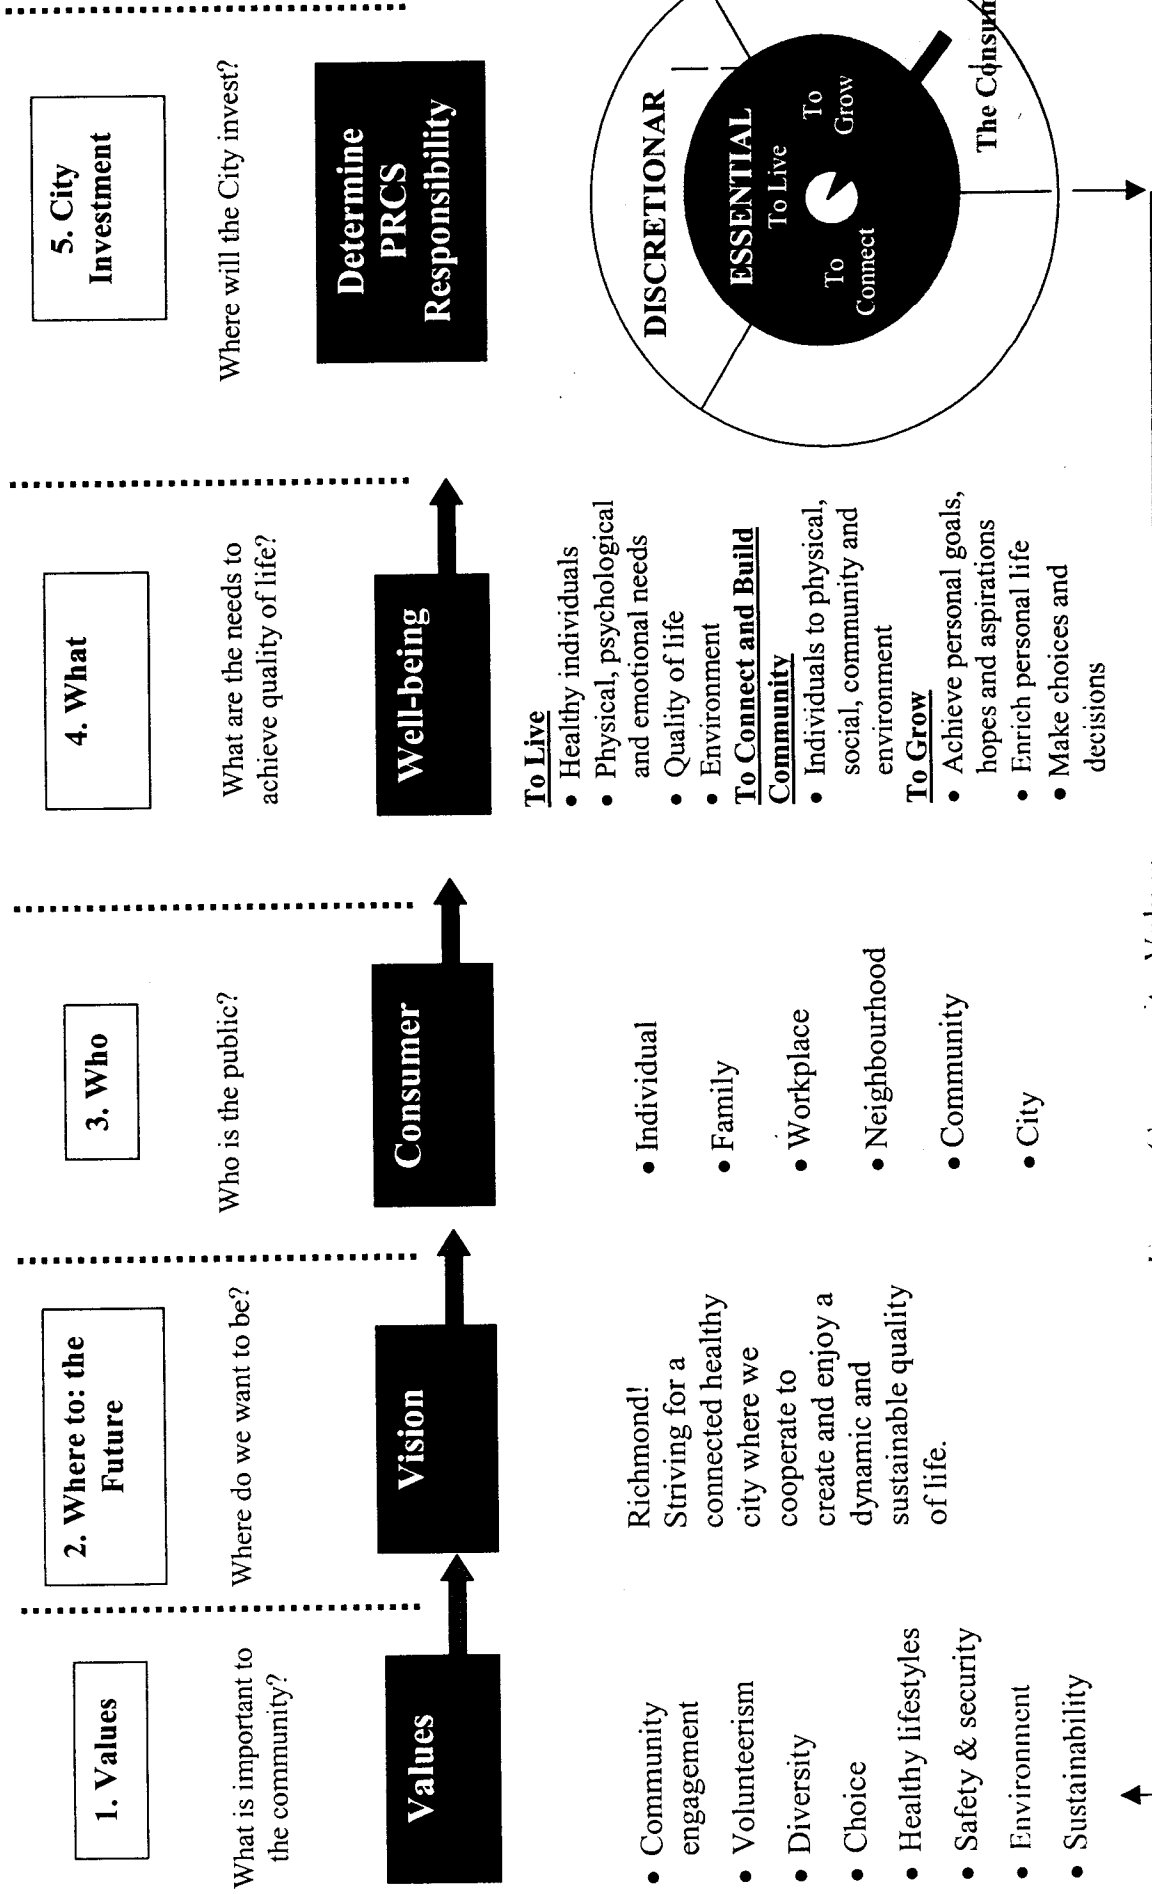 1. Values
What is important to
the community?
Values
• Community
engagement
• Volunteerism
• Diversity
• Choice
• Healthy lifestyles
• Safety & security
• Environment
• Sustainability
2. Where to: the
Future
Where do we want to be?
Vision
Richmond!
Striving for a
connected healthy
city where we
cooperate to
create and enjoy a
dynamic and
sustainable quality
of life.
3. Who
Who is the public?
Consumer
• Individual
• Family
• Workplace
• Neighbourhood
• Community
• City
4. What
What are the needs to
achieve quality of life?
Well-being
To Live
• Healthy individuals
• Physical, psychological
and emotional needs
• Quality of life
• Environment
To Connect and Build
Community
• Individuals to physical,
social, community and
environment
To Grow
• Achieve personal goals,
hopes and aspirations
• Enrich personal life
• Make choices and
decisions
5. City
Investment
Where will the City invest?
Determine
PRCS
Responsibility
DISCRETIONAR
ESSENTIAL
To Live
To
Connect
To
Grow
The Consum